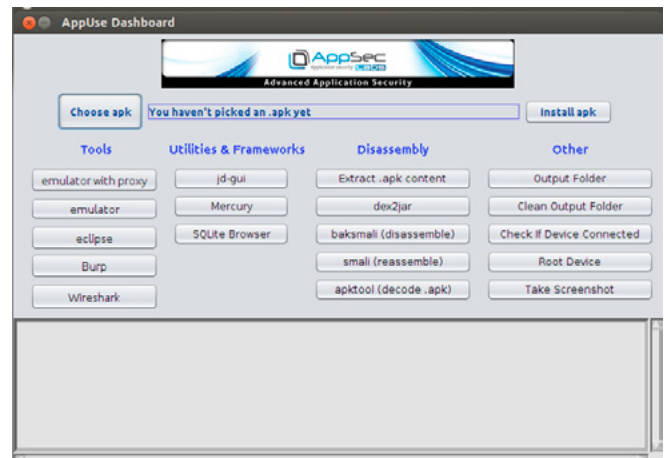 AppUse Dashboard
AppSec
Labs
Advanced Application Security
Choose apk
You haven't picked an .apk yet
Install apk
Tools
Utilities & Frameworks
Disassembly
Other
emulator with proxy
jd-gui
Extract .apk content
Output Folder
emulator
Mercury
dex2jar
Clean Output Folder
eclipse
SQLite Browser
baksmali (disassemble)
Check If Device Connected
Burp
smali (reassemble)
Root Device
Wireshark
apktool (decode .apk)
Take Screenshot